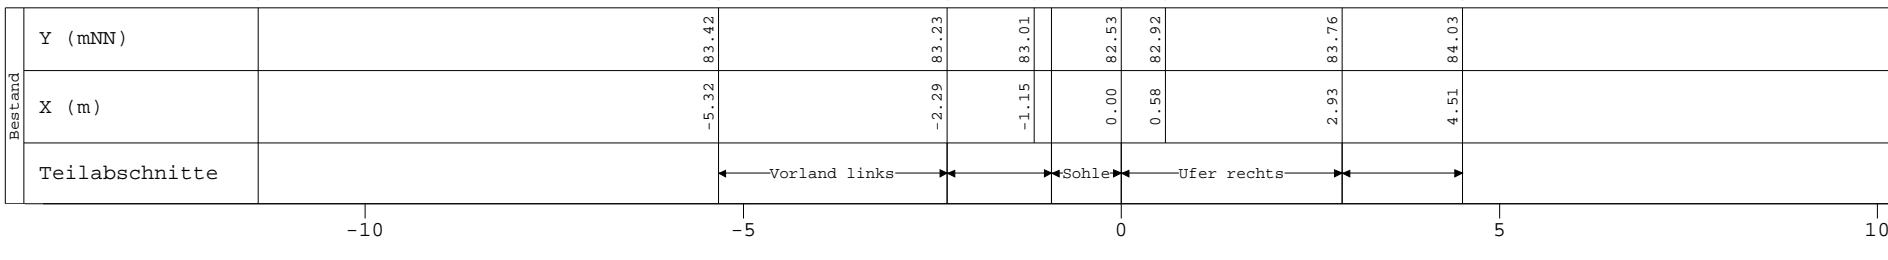 Bestand
Y (mNN)
83.42 83.23 83.01 82.53 82.92 83.76 84.03
X (m)
-5.32 -2.29 -1.15 0.00 0.58 2.93 4.51
Teilabschnitte
Vorland links Sohle Ufer rechts
-10 -5 0 5 10